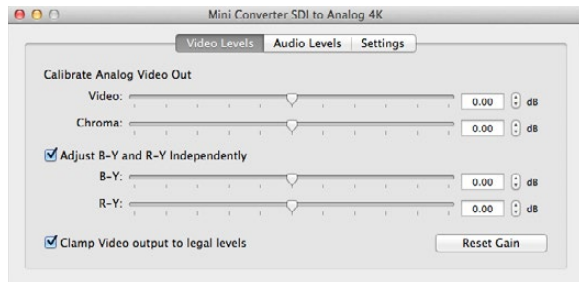 Mini Converter SDI to Analog 4K
Video Levels Audio Levels Settings
Calibrate Analog Video Out
Video: 0.00 dB
Chroma: 0.00 dB
Adjust B-Y and R-Y Independently
B-Y: 0.00 dB
R-Y: 0.00 dB
Clamp Video output to legal levels Reset Gain